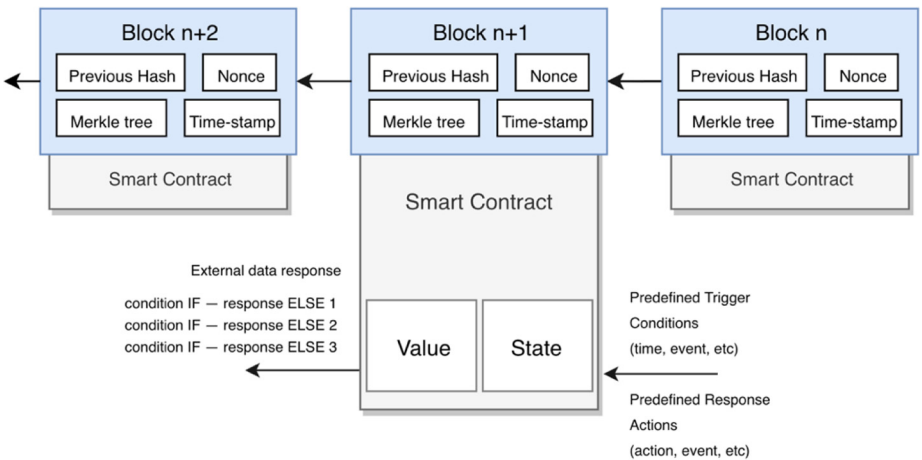 Block n+2
Previous Hash
Nonce
Merkle tree
Time-stamp
Smart Contract
Block n+1
Previous Hash
Nonce
Merkle tree
Time-stamp
Smart Contract
Value
State
Block n
Previous Hash
Nonce
Merkle tree
Time-stamp
Smart Contract
External data response
condition IF — response ELSE 1
condition IF — response ELSE 2
condition IF — response ELSE 3
Predefined Trigger
Conditions
(time, event, etc)
Predefined Response
Actions
(action, event, etc)